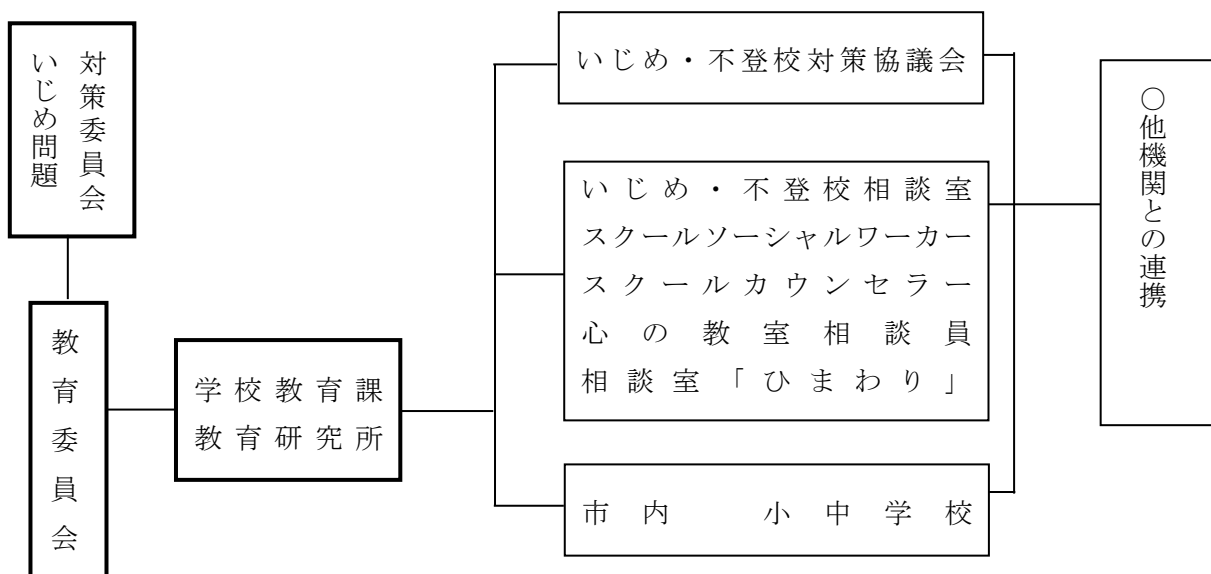 いじめ問題
対策委員会
教育委員会
学校教育課
教育研究所
いじめ・不登校対策協議会
いじめ・不登校相談室
スクールソーシャルワーカー
スクールカウンセラー
心の教室相談員
相談室「ひまわり」
市内　小中学校
○他機関との連携